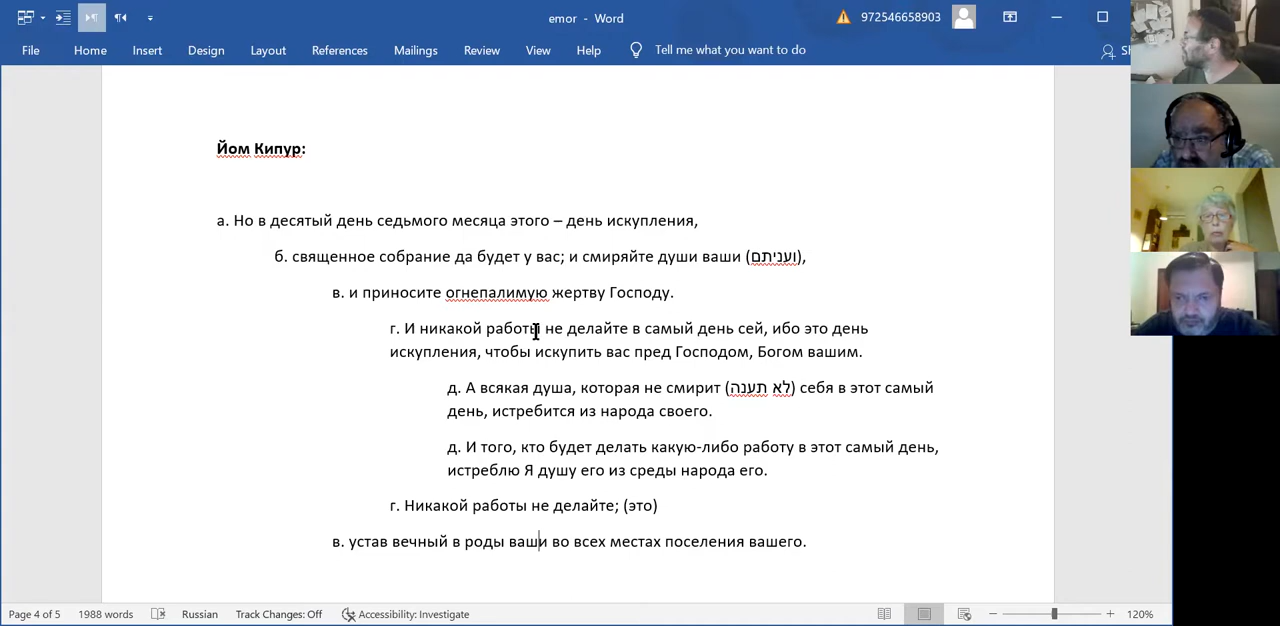 emor - Word
972546658903
File Home Insert Design Layout References Mailings Review View Help Tell me what you want to do Sh
Йом Кипур:
а. Но в десятый день седьмого месяца этого – день искупления,
б. священное собрание да будет у вас; и смиряйте души ваши (ועניתם),
в. и приносите огнепалимую жертву Господу.
г. И никакой работы не делайте в самый день сей, ибо это день
искупления, чтобы искупить вас пред Господом, Богом вашим.
д. А всякая душа, которая не смирит (לא תענה) себя в этот самый
день, истребится из народа своего.
д. И того, кто будет делать какую-либо работу в этот самый день,
истреблю Я душу его из среды народа его.
г. Никакой работы не делайте; (это)
в. устав вечный в роды ваши во всех местах поселения вашего.
Page 4 of 5 1988 words Russian Track Changes: Off Accessibility: Investigate 120%